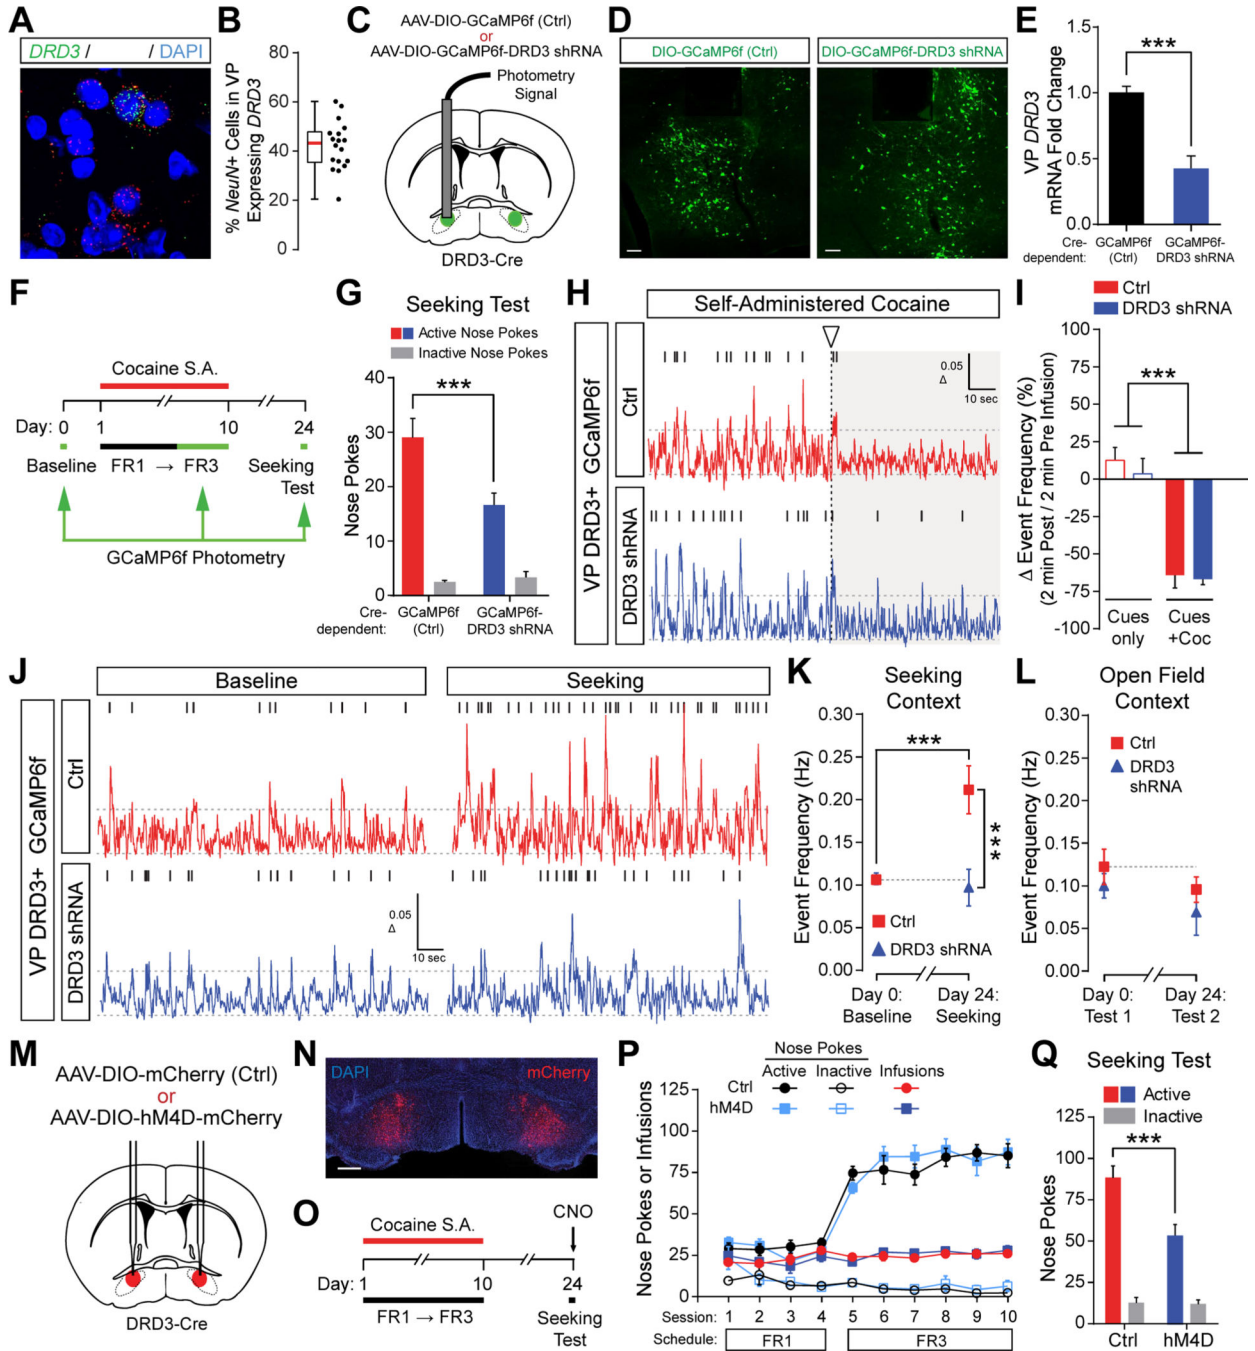 A
DRD3 / / DAPI
B
% NeuN+ Cells in VP
Expressing DRD3
80
60
40
20
0
C
AAV-DIO-GCaMP6f (Ctrl)
or
AAV-DIO-GCaMP6f-DRD3 shRNA
Photometry
Signal
DRD3-Cre
D
DIO-GCaMP6f (Ctrl)
DIO-GCaMP6f-DRD3 shRNA
E
VP DRD3
mRNA Fold Change
1.5
1.0
0.5
0.0
***
Cre-
dependent:
GCaMP6f
(Ctrl)
GCaMP6f-
DRD3 shRNA
F
Cocaine S.A.
Day: 0 1 10 24
Baseline
FR1 → FR3
Seeking
Test
GCaMP6f Photometry
G
Seeking Test
Active Nose Pokes
Inactive Nose Pokes
Nose Pokes
40
30
20
10
0
***
Cre-
dependent:
GCaMP6f
(Ctrl)
GCaMP6f-
DRD3 shRNA
H
Self-Administered Cocaine
VP DRD3+ GCaMP6f
Ctrl
DRD3 shRNA
0.05
Δ
10 sec
I
Ctrl
DRD3 shRNA
Δ Event Frequency (%)
(2 min Post / 2 min Pre Infusion)
100
75
50
25
0
-25
-50
-75
-100
***
Cues
only
Cues
+Coc
J
Baseline
Seeking
VP DRD3+ GCaMP6f
Ctrl
DRD3 shRNA
0.05
Δ
10 sec
K
Seeking
Context
Event Frequency (Hz)
0.30
0.25
0.20
0.15
0.10
0.05
0.00
***
***
Ctrl
DRD3 shRNA
Day 0:
Baseline
Day 24:
Seeking
L
Open Field
Context
Event Frequency (Hz)
0.30
0.25
0.20
0.15
0.10
0.05
0.00
Ctrl
DRD3
shRNA
Day 0:
Test 1
Day 24:
Test 2
M
AAV-DIO-mCherry (Ctrl)
or
AAV-DIO-hM4D-mCherry
DRD3-Cre
N
DAPI
mCherry
O
Cocaine S.A.
CNO
Day: 1 10 24
FR1 → FR3
Seeking
Test
P
Nose Pokes
Active Inactive Infusions
Ctrl
hM4D
Nose Pokes or Infusions
125
100
75
50
25
0
Session: 1 2 3 4 5 6 7 8 9 10
Schedule: FR1 FR3
Q
Seeking Test
Active
Inactive
Nose Pokes
125
100
75
50
25
0
***
Ctrl
hM4D